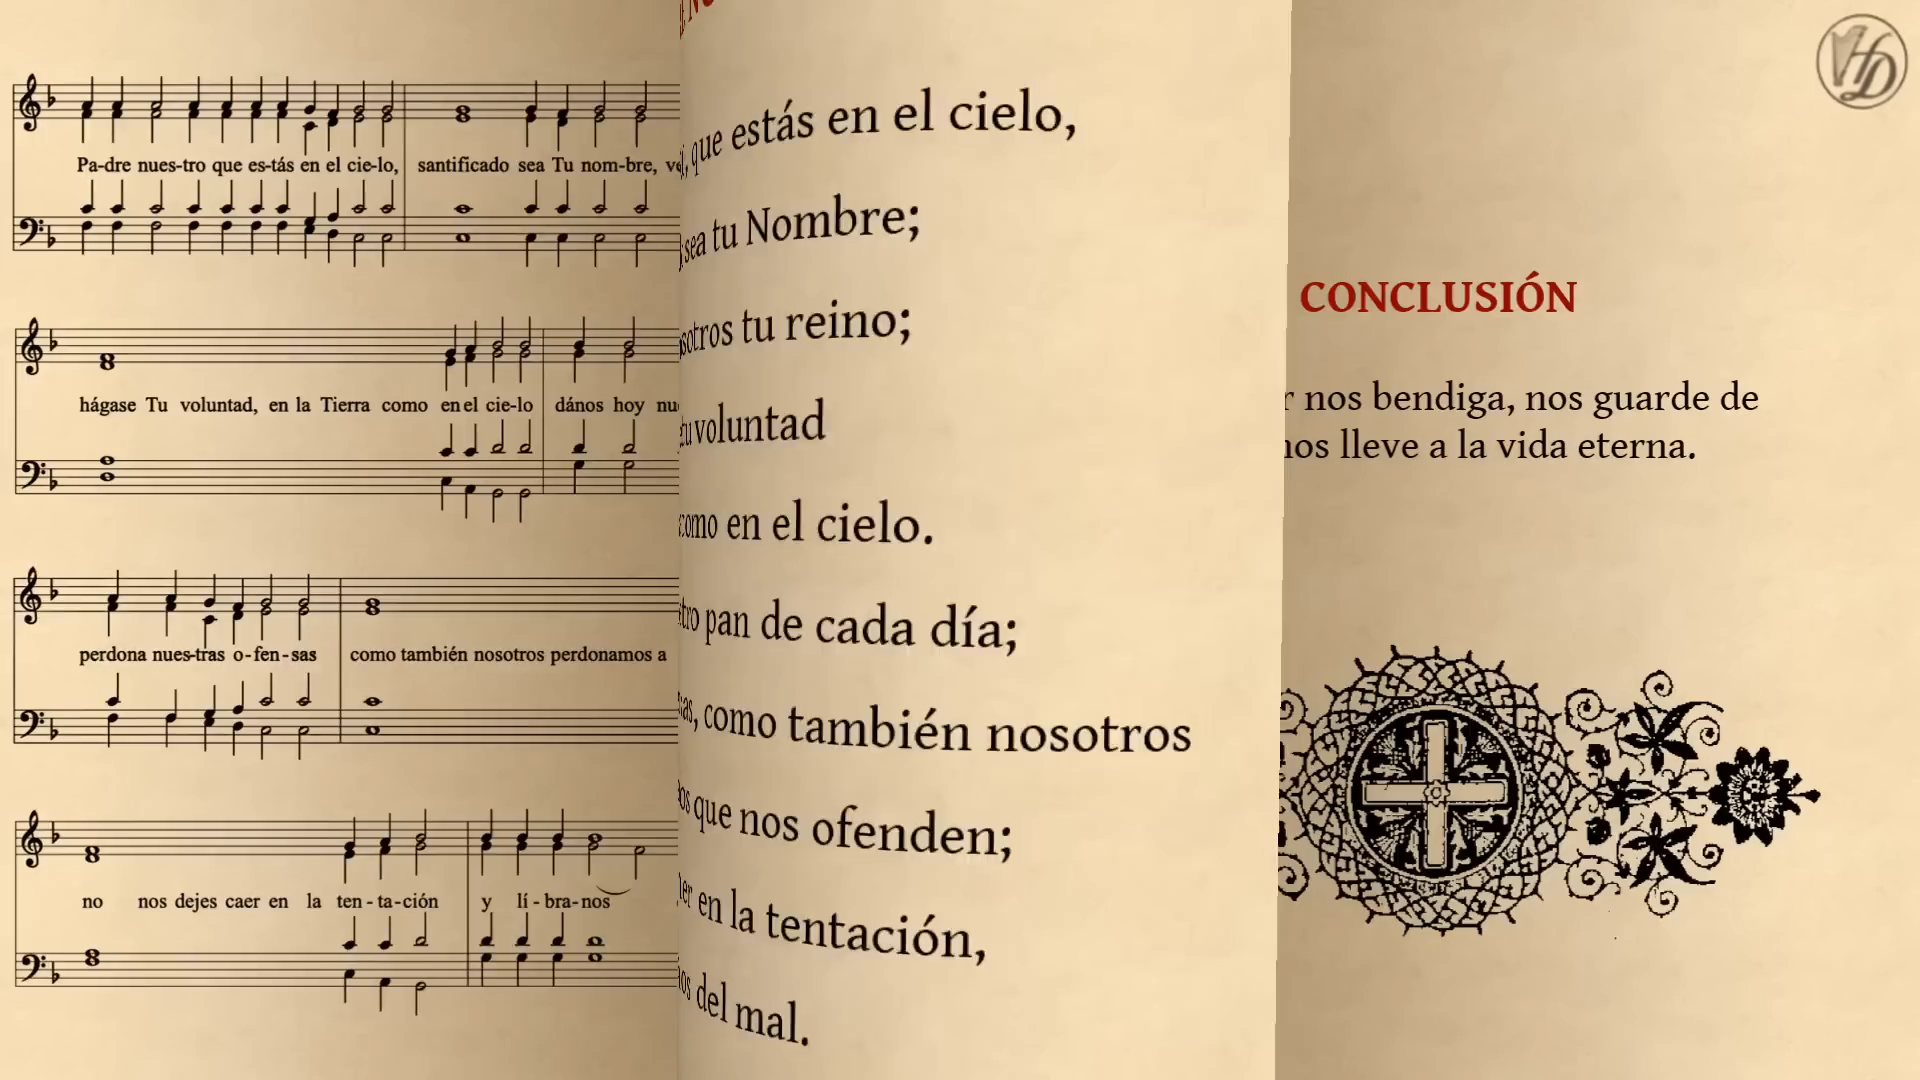 Pa-dre nues-tro que es-tás en el cie-lo, santificado sea Tu nom-bre,
hágase Tu voluntad, en la Tierra como en el cie-lo dános hoy
perdona nues-tras o-fen-sas como también nosotros perdonamos a
no nos dejes caer en la ten-ta-ción y lí-bra-nos
que estás en el cielo,
sea tu Nombre;
tu reino;
tu voluntad
como en el cielo.
pan de cada día;
como también nosotros
que nos ofenden;
en la tentación,
del mal.
HD
CONCLUSIÓN
nos bendiga, nos guarde de
nos lleve a la vida eterna.